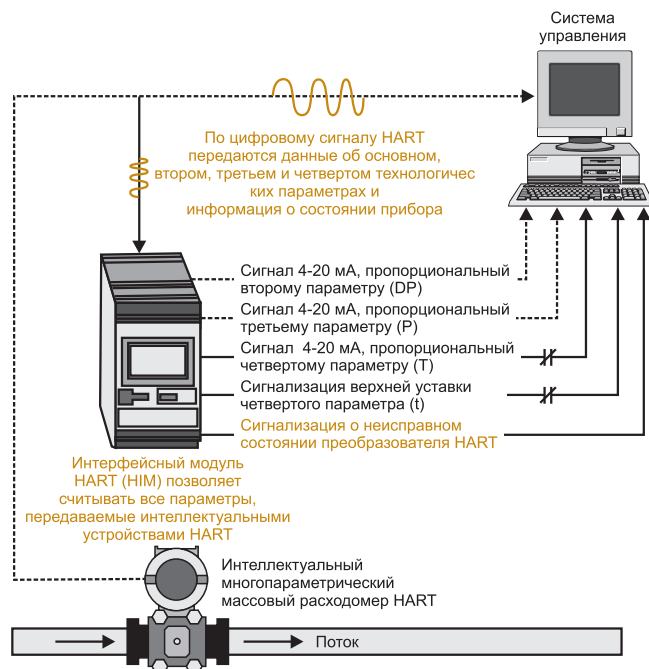 Система
управления
По цифровому сигналу HART
передаются данные об основном,
втором, третьем и четвертом технологичес
ких параметрах и
информация о состоянии прибора
Сигнал 4-20 мА, пропорциональный
второму параметру (DP)
Сигнал 4-20 мА, пропорциональный
третьему параметру (P)
Сигнал 4-20 мА, пропорциональный
четвертому параметру (T)
Сигнализация верхней уставки
четвертого параметра (t)
Сигнализация о неисправном
состоянии преобразователя HART
Интерфейсный модуль
HART (HIM) позволяет
считывать все параметры,
передаваемые интеллектуальными
устройствами HART
Интеллектуальный
многопараметрический
массовый расходомер HART
Поток